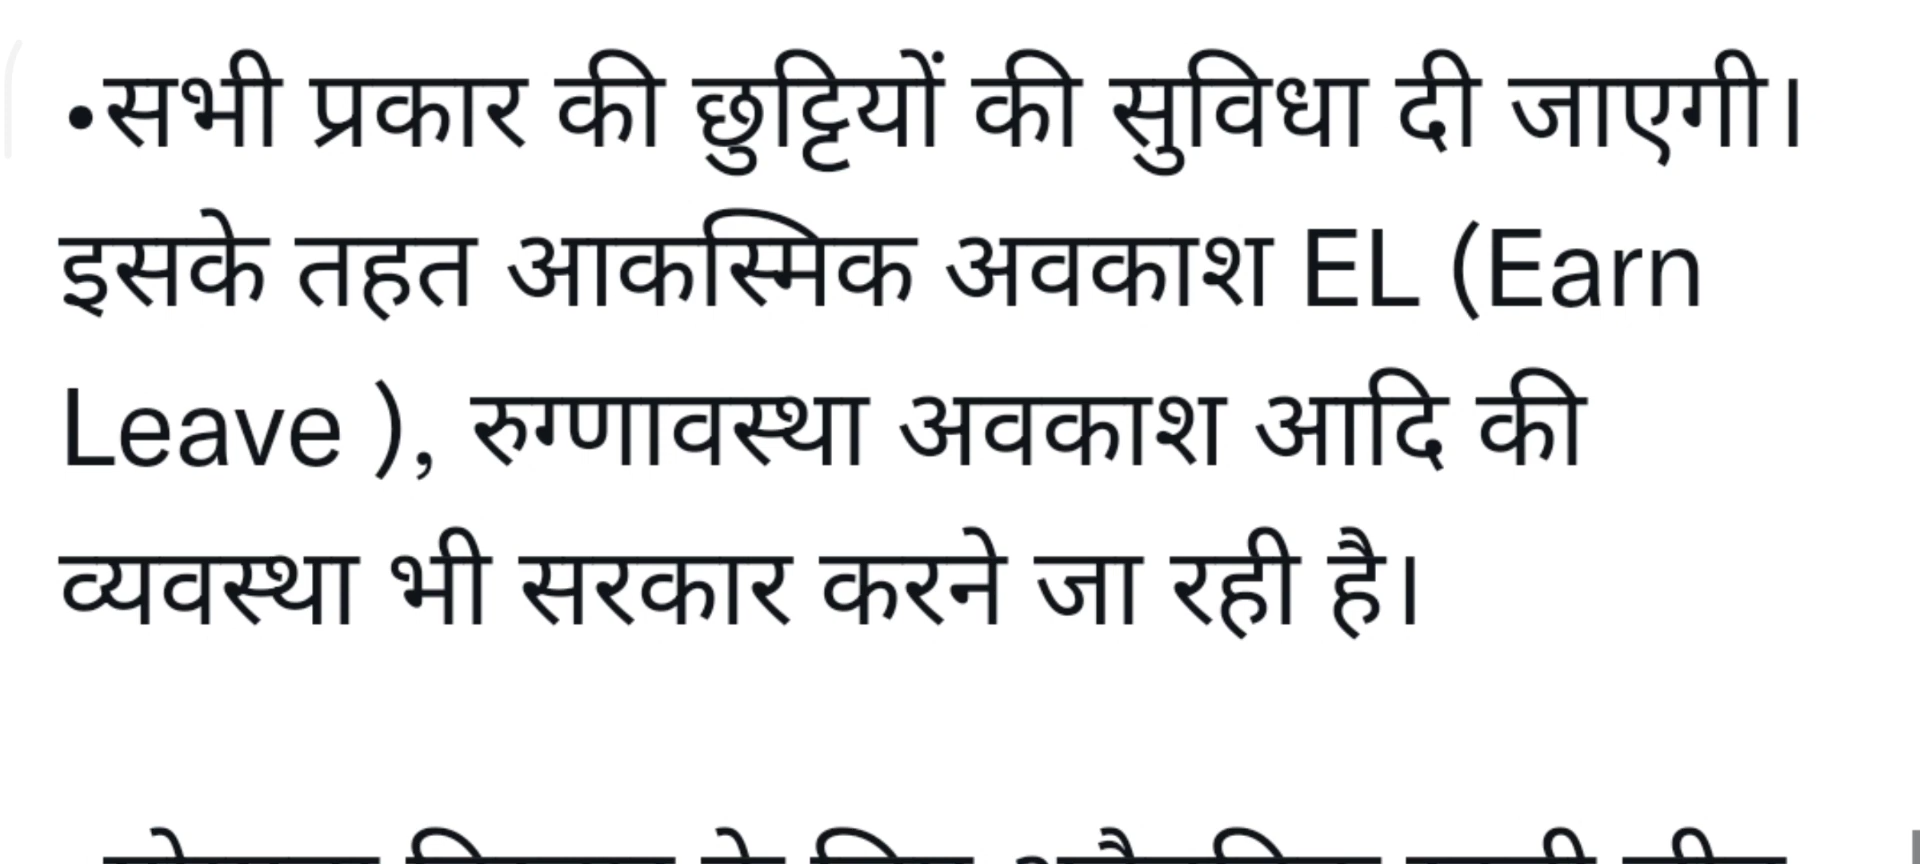 •सभी प्रकार की छुट्टियों की सुविधा दी जाएगी।
इसके तहत आकस्मिक अवकाश EL (Earn
Leave ), रुग्णावस्था अवकाश आदि की
व्यवस्था भी सरकार करने जा रही है।